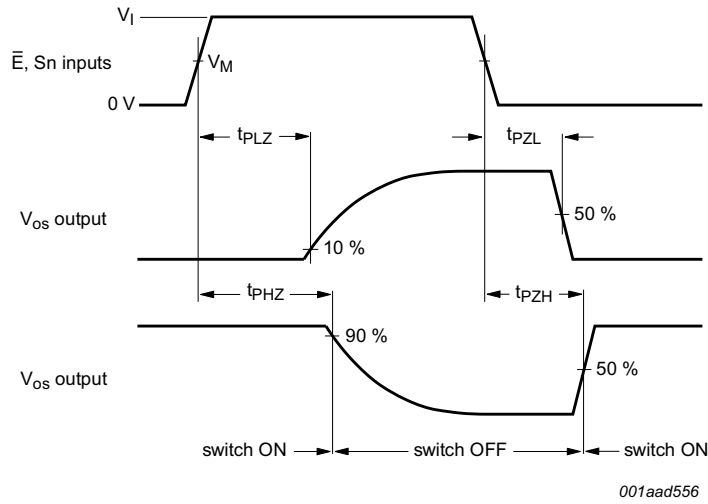 V_I
E̅, Sn inputs
V_M
0 V
t_PLZ
t_PZL
V_os output
50 %
10 %
t_PHZ
t_PZH
90 %
V_os output
50 %
switch ON
switch OFF
switch ON
001aad556